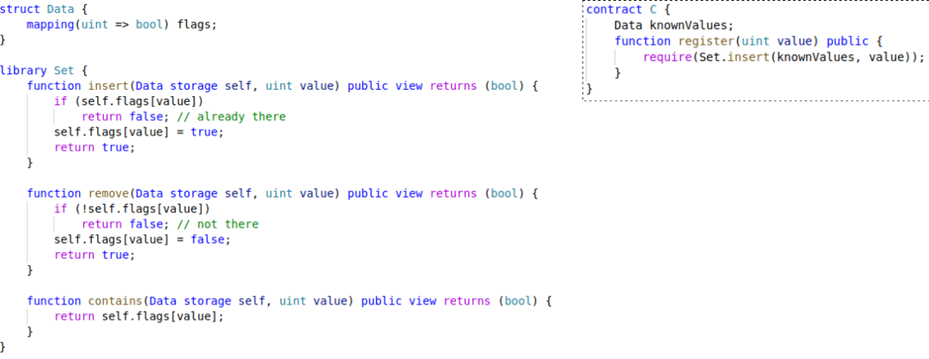 struct Data {
    mapping(uint => bool) flags;
}

library Set {
    function insert(Data storage self, uint value) public view returns (bool) {
        if (self.flags[value])
            return false; // already there
        self.flags[value] = true;
        return true;
    }

    function remove(Data storage self, uint value) public view returns (bool) {
        if (!self.flags[value])
            return false; // not there
        self.flags[value] = false;
        return true;
    }

    function contains(Data storage self, uint value) public view returns (bool) {
        return self.flags[value];
    }
}
contract C {
    Data knownValues;
    function register(uint value) public {
        require(Set.insert(knownValues, value));
    }
}